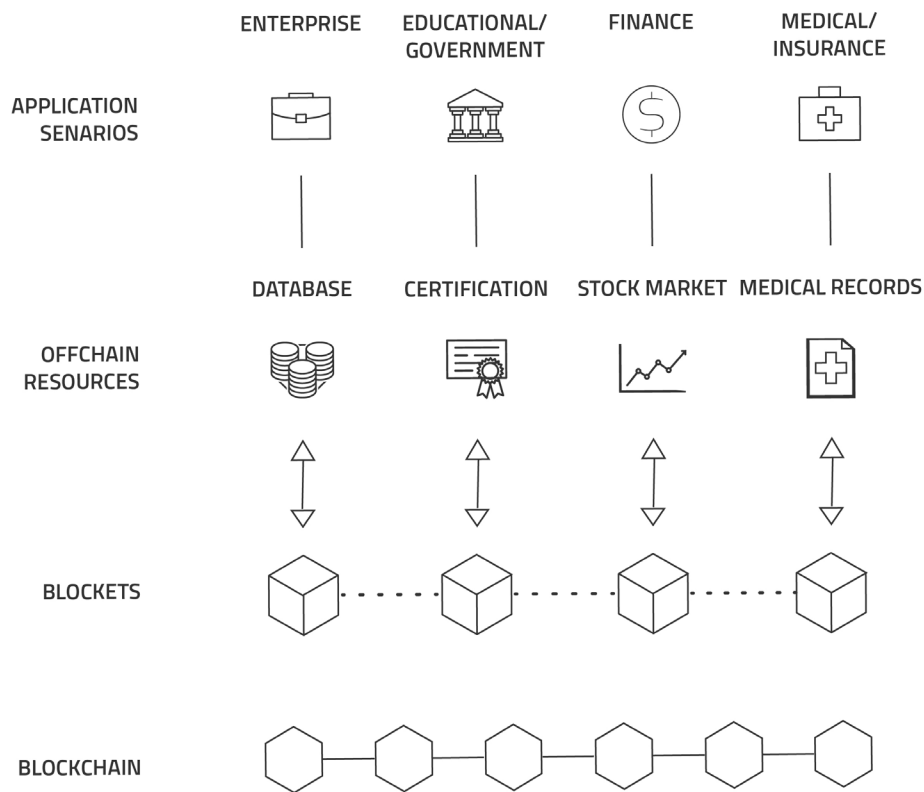 ENTERPRISE
EDUCATIONAL/
GOVERNMENT
FINANCE
MEDICAL/
INSURANCE
APPLICATION
SENARIOS
DATABASE
CERTIFICATION
STOCK MARKET
MEDICAL RECORDS
OFFCHAIN
RESOURCES
BLOCKETS
BLOCKCHAIN